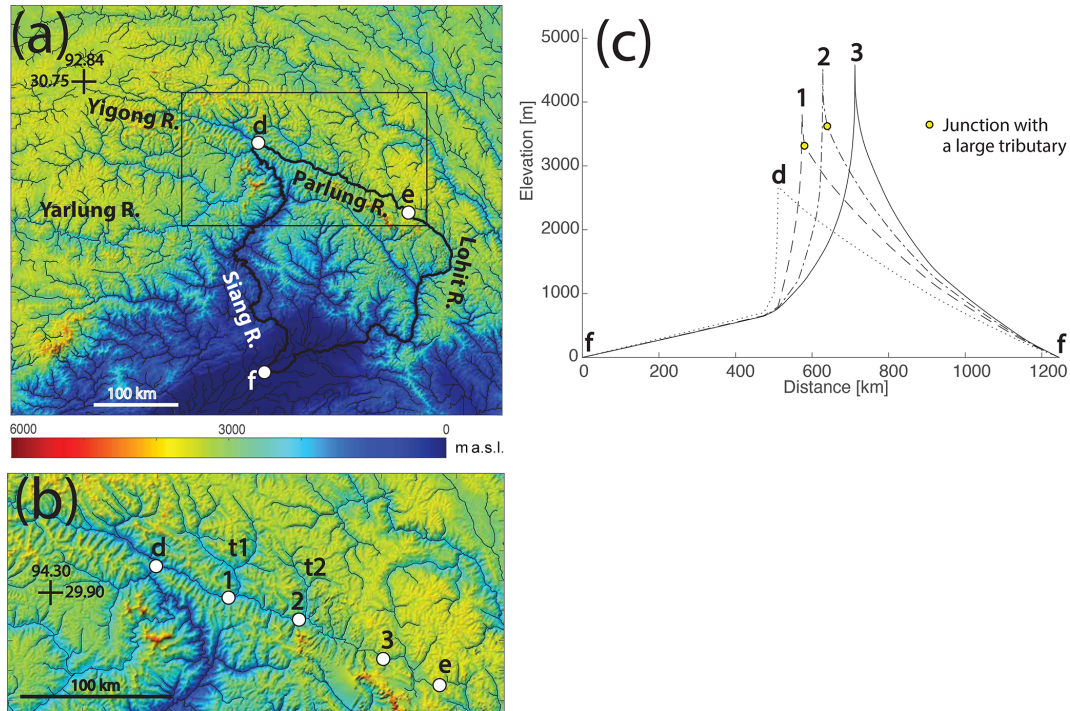 (a)
92.84
30.75
Yigong R.
d
Parlung R.
e
Yarlung R.
Lohit R.
Siang R.
f
100 km
6000
3000
0
m a.s.l.
(b)
d
t1
t2
94.30
29.90
1
2
3
e
100 km
(c)
5000
4000
3000
2000
1000
0
Elevation [m]
1
2
3
d
f
f
Junction with
a large tributary
0
200
400
600
800
1000
1200
Distance [km]